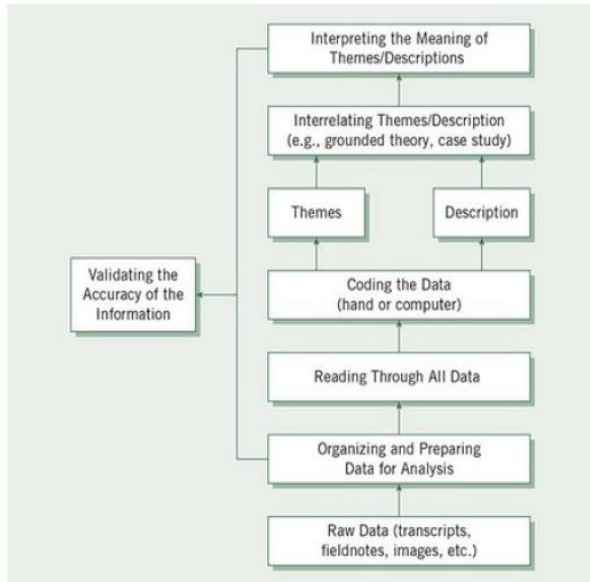 Interpreting the Meaning of
Themes/Descriptions
Interrelating Themes/Description
(e.g., grounded theory, case study)
Themes
Description
Validating the
Accuracy of the
Information
Coding the Data
(hand or computer)
Reading Through All Data
Organizing and Preparing
Data for Analysis
Raw Data (transcripts,
fieldnotes, images, etc.)